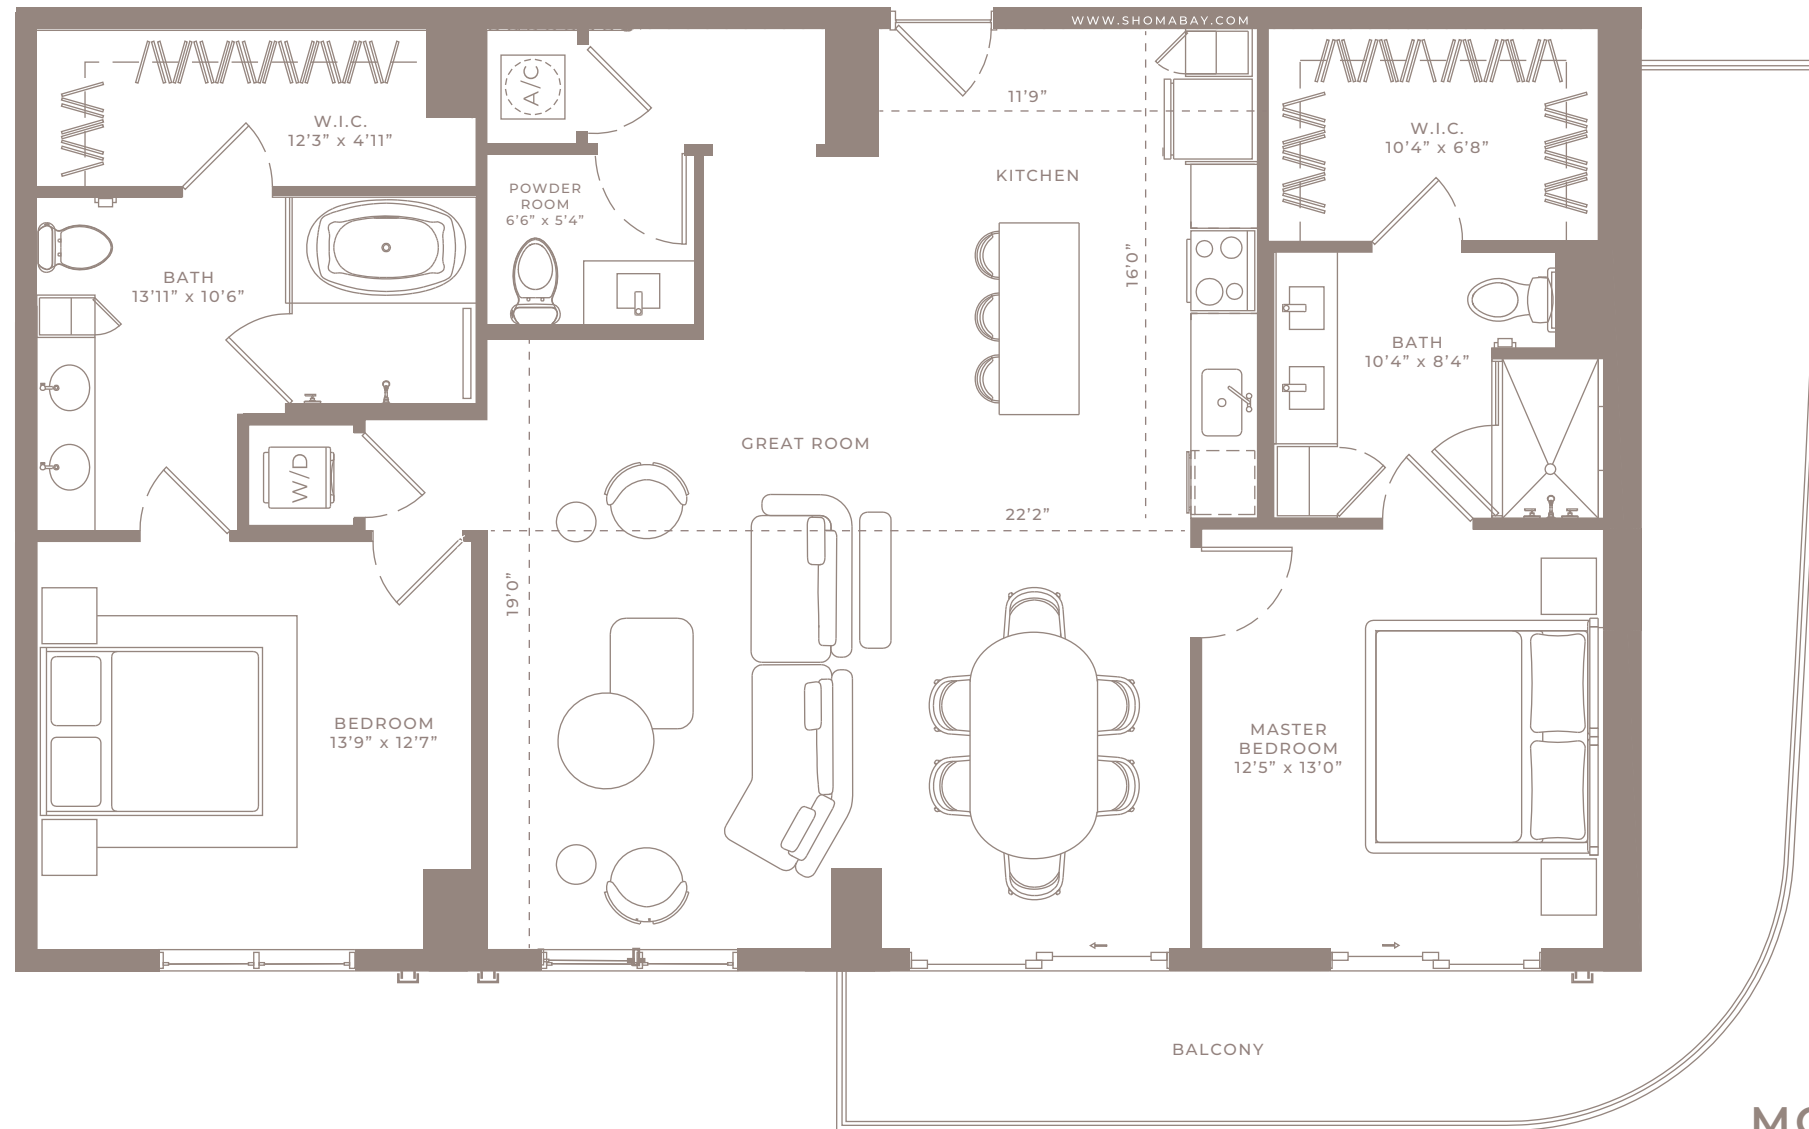 WWW.SHOMABAY.COM
W.I.C.
12’3” x 4’11”
A/C
11’9”
KITCHEN
W.I.C.
10’4” x 6’8”
POWDER
ROOM
6’6” x 5’4”
BATH
13’11” x 10’6”
16’0”
BATH
10’4” x 8’4”
GREAT ROOM
W/D
22’2”
19’0”
BEDROOM
13’9” x 12’7”
MASTER
BEDROOM
12’5” x 13’0”
BALCONY